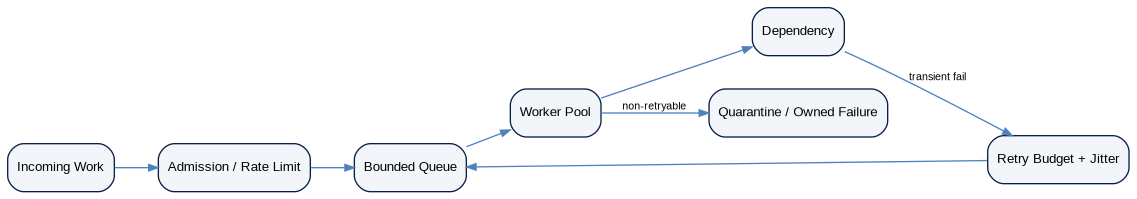 Dependency
transient fail
Worker Pool
non-retryable
Quarantine / Owned Failure
Incoming Work
Admission / Rate Limit
Bounded Queue
Retry Budget + Jitter